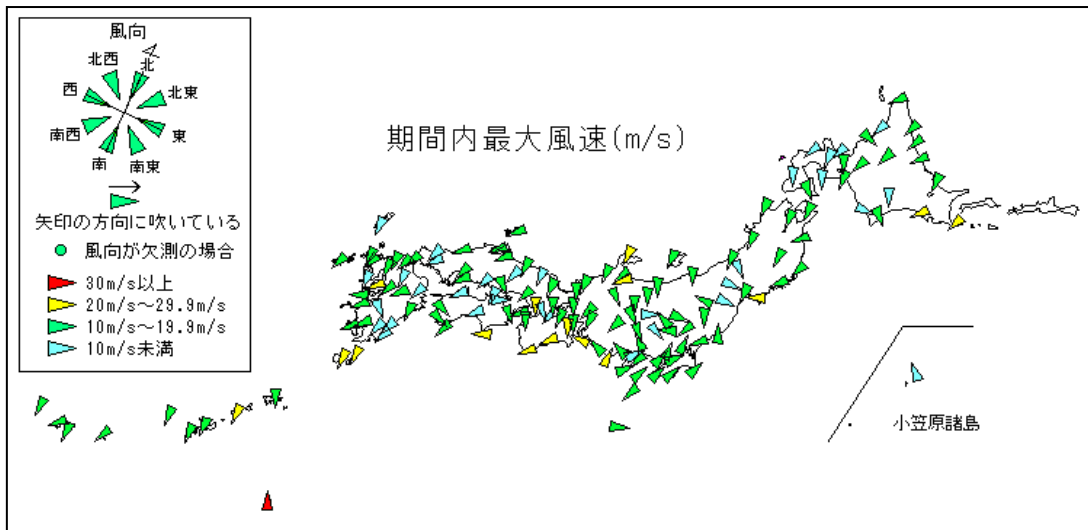 風向
北西
北
西
北東
南西
東
南
南東
矢印の方向に吹いている
風向が欠測の場合
30m/s以上
20m/s～29.9m/s
10m/s～19.9m/s
10m/s未満
期間内最大風速(m/s)
小笠原諸島